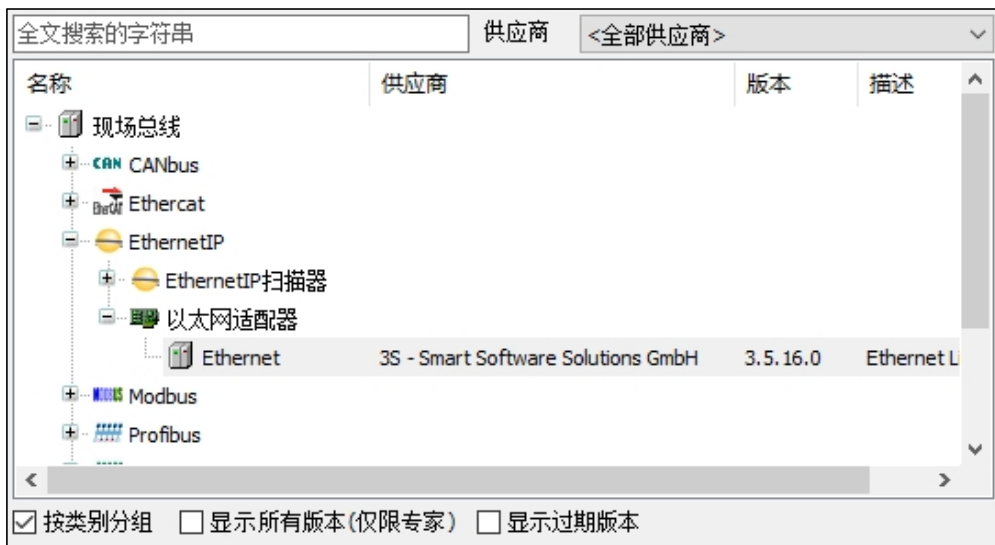 全文搜索的字符串 供应商 <全部供应商>
名称 供应商 版本 描述
现场总线
CAN CANbus
EtherCAT Ethercat
EthernetIP
EthernetIP扫描器
以太网适配器
Ethernet 3S - Smart Software Solutions GmbH 3.5.16.0 Ethernet Li
MODBUS Modbus
Profibus
按类别分组 显示所有版本(仅限专家) 显示过期版本